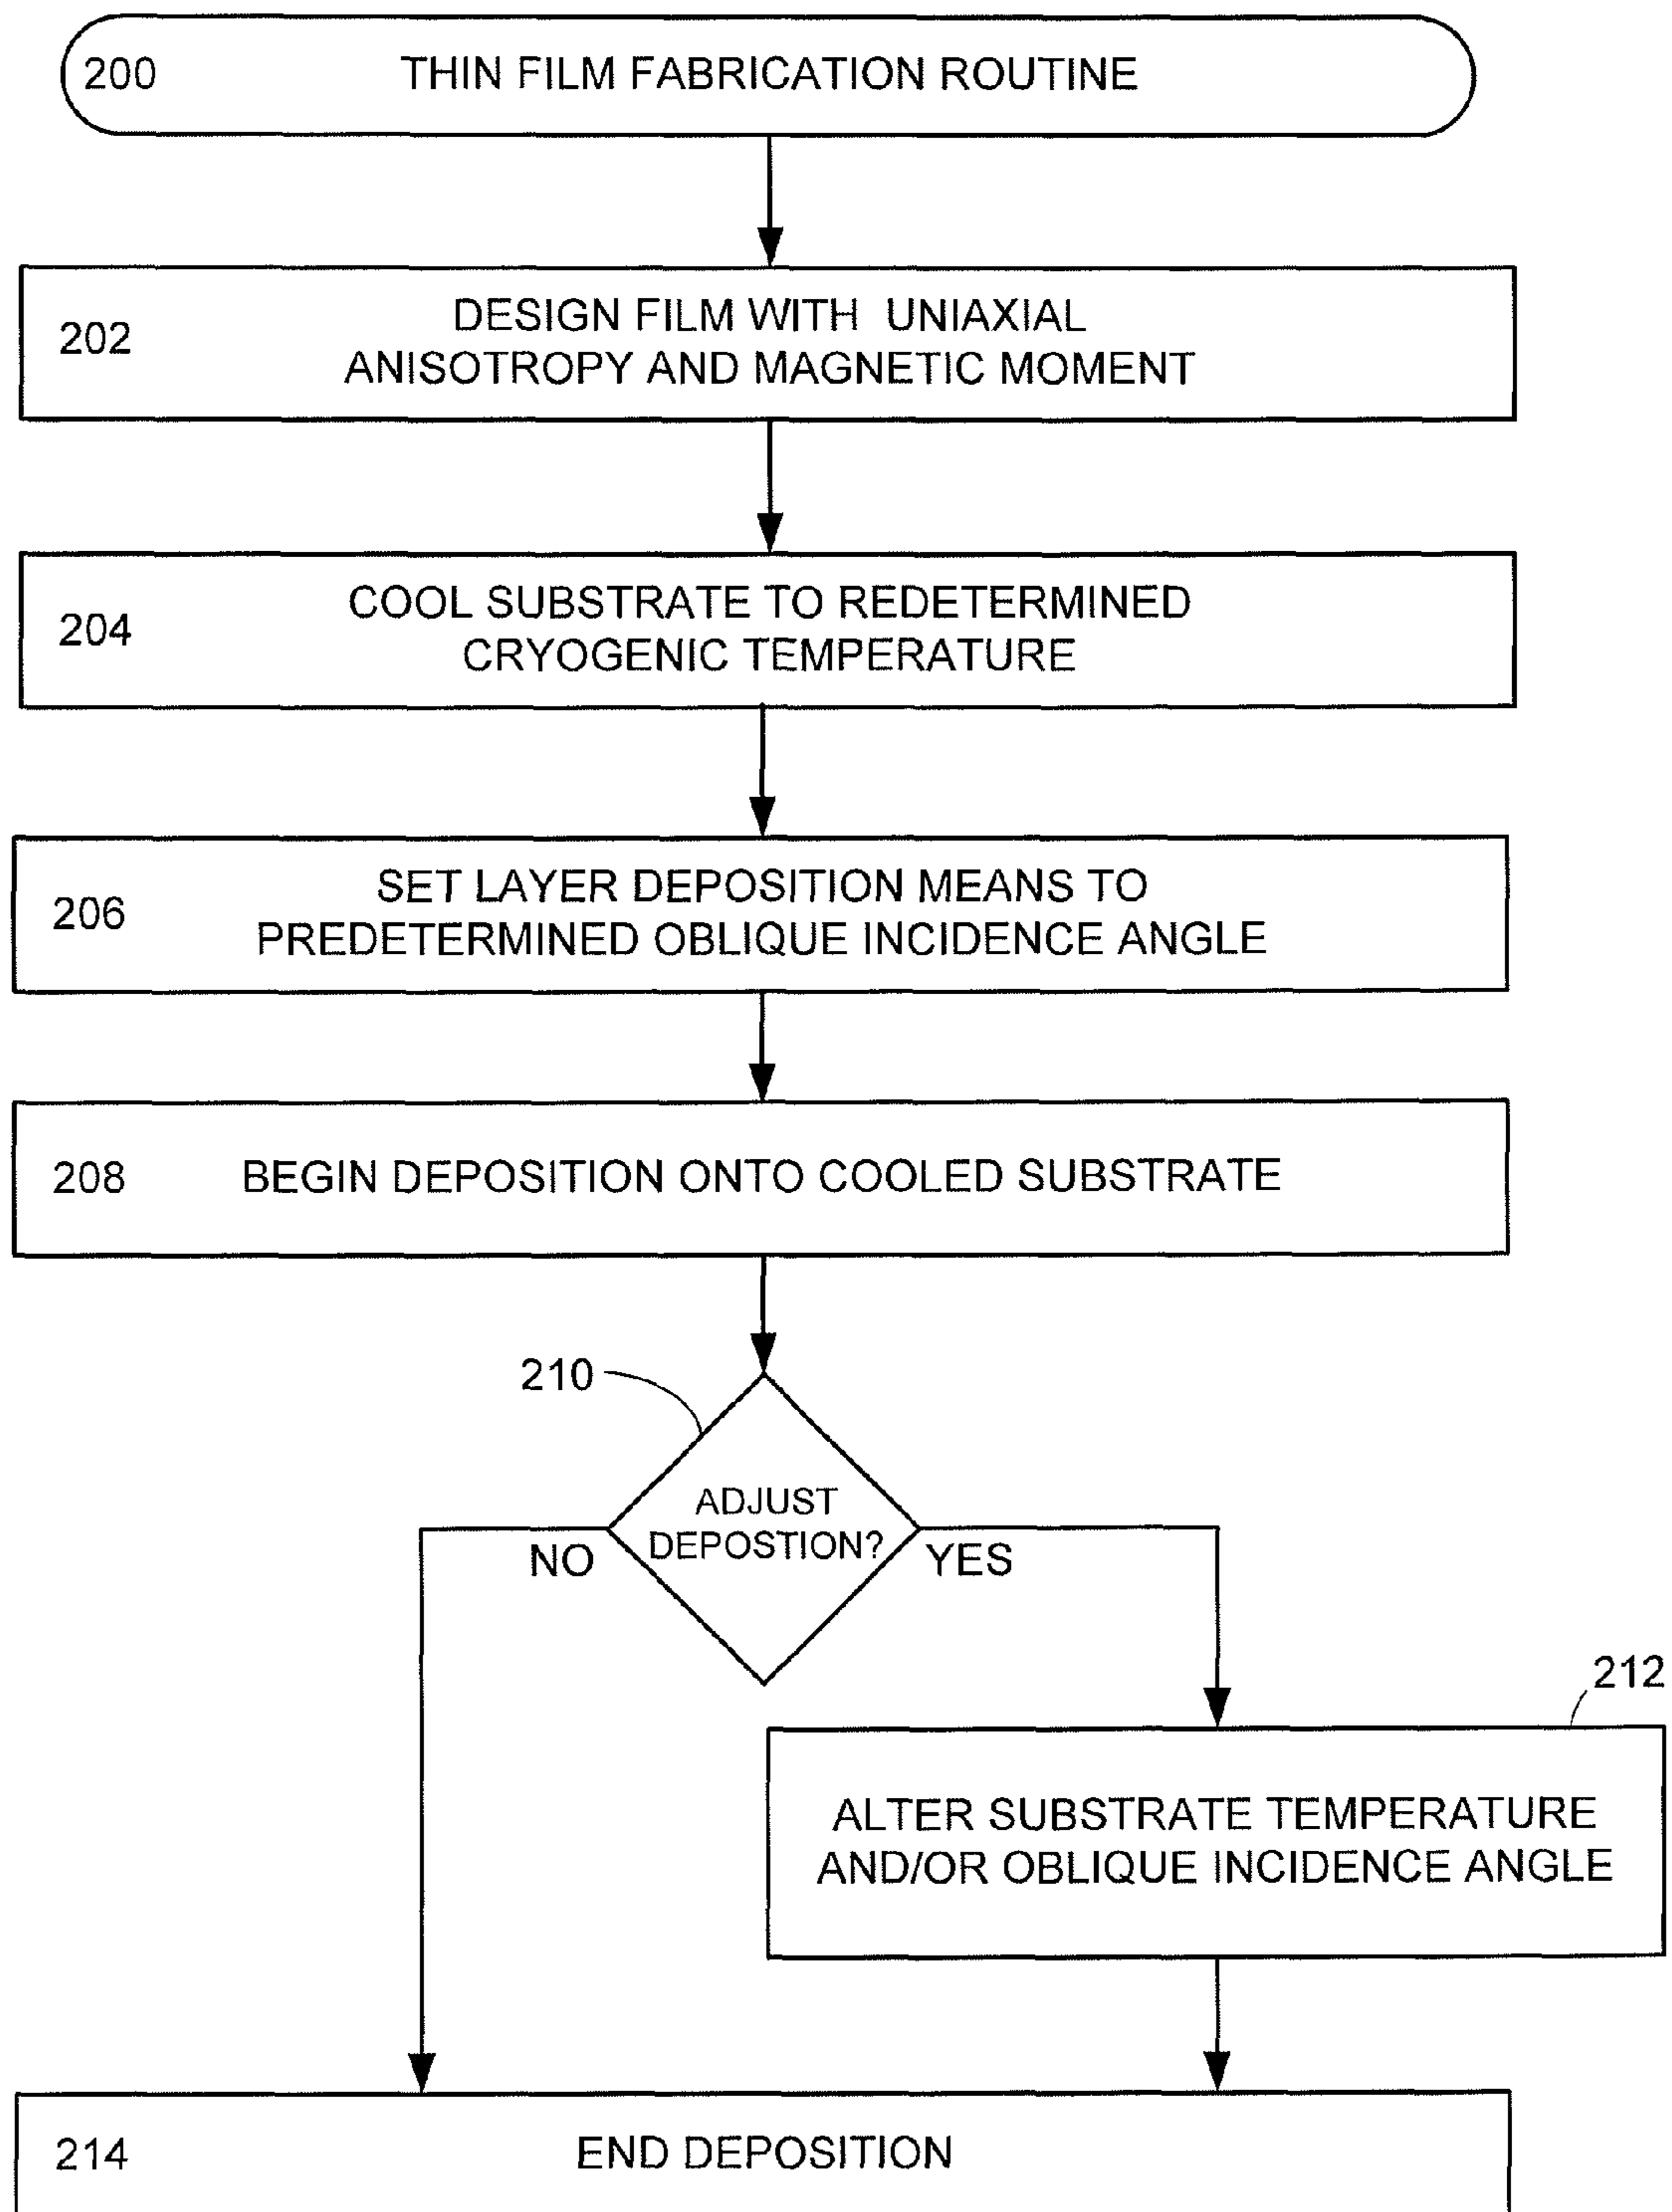 200 THIN FILM FABRICATION ROUTINE
202
DESIGN FILM WITH UNIAXIAL
ANISOTROPY AND MAGNETIC MOMENT
204
COOL SUBSTRATE TO REDETERMINED
CRYOGENIC TEMPERATURE
206
SET LAYER DEPOSITION MEANS TO
PREDETERMINED OBLIQUE INCIDENCE ANGLE
208 BEGIN DEPOSITION ONTO COOLED SUBSTRATE
210
ADJUST
DEPOSTION?
NO
YES
212
ALTER SUBSTRATE TEMPERATURE
AND/OR OBLIQUE INCIDENCE ANGLE
214 END DEPOSITION